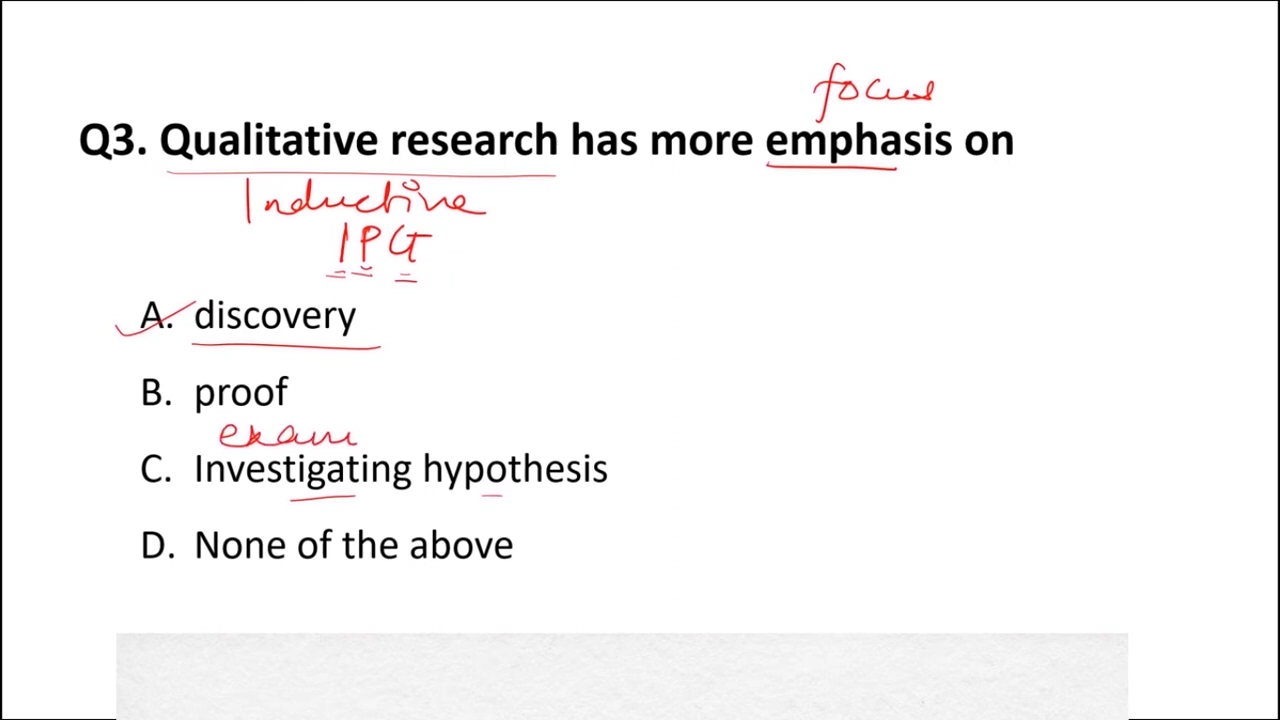 focus
Q3. Qualitative research has more emphasis on
Inductive
IPG
A. discovery
B. proof
exam
C. Investigating hypothesis
D. None of the above